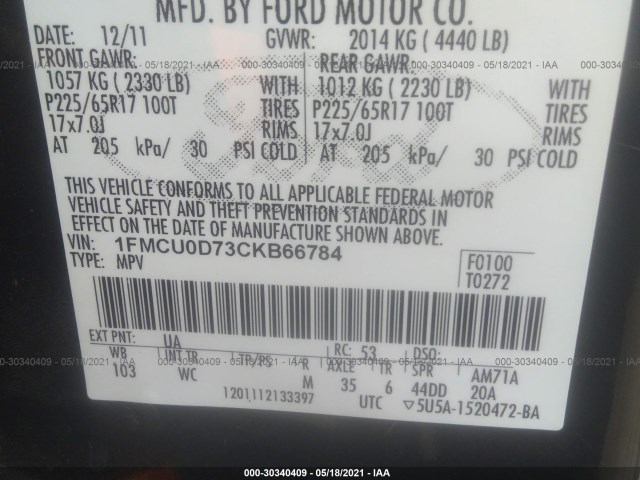 MFD. BY FORD MOTOR CO.
DATE: 12/11 GVWR: 2014 KG ( 4440 LB)
FRONT GAWR: REAR GAWR:
1057 KG ( 2330 LB) WITH 1012 KG ( 2230 LB) WITH
P225/65R17 100T TIRES P225/65R17 100T TIRES
17x7.0J RIMS 17x7.0J RIMS
AT 205 kPa/ 30 PSI COLD AT 205 kPa/ 30 PSI COLD
Ford
THIS VEHICLE CONFORMS TO ALL APPLICABLE FEDERAL MOTOR
VEHICLE SAFETY AND THEFT PREVENTION STANDARDS IN
EFFECT ON THE DATE OF MANUFACTURE SHOWN ABOVE.
VIN: 1FMCU0D73CKB66784
TYPE: MPV
F0100
T0272
EXT PNT: UA RC: 53 DSO:
WB INT TR TP/PS R AXLE TR SPR AM71A
103 WC M 35 6 44DD 20A
1201112133397 UTC 5U5A-1520472-BA
000-30340409 - 05/18/2021 - IAA